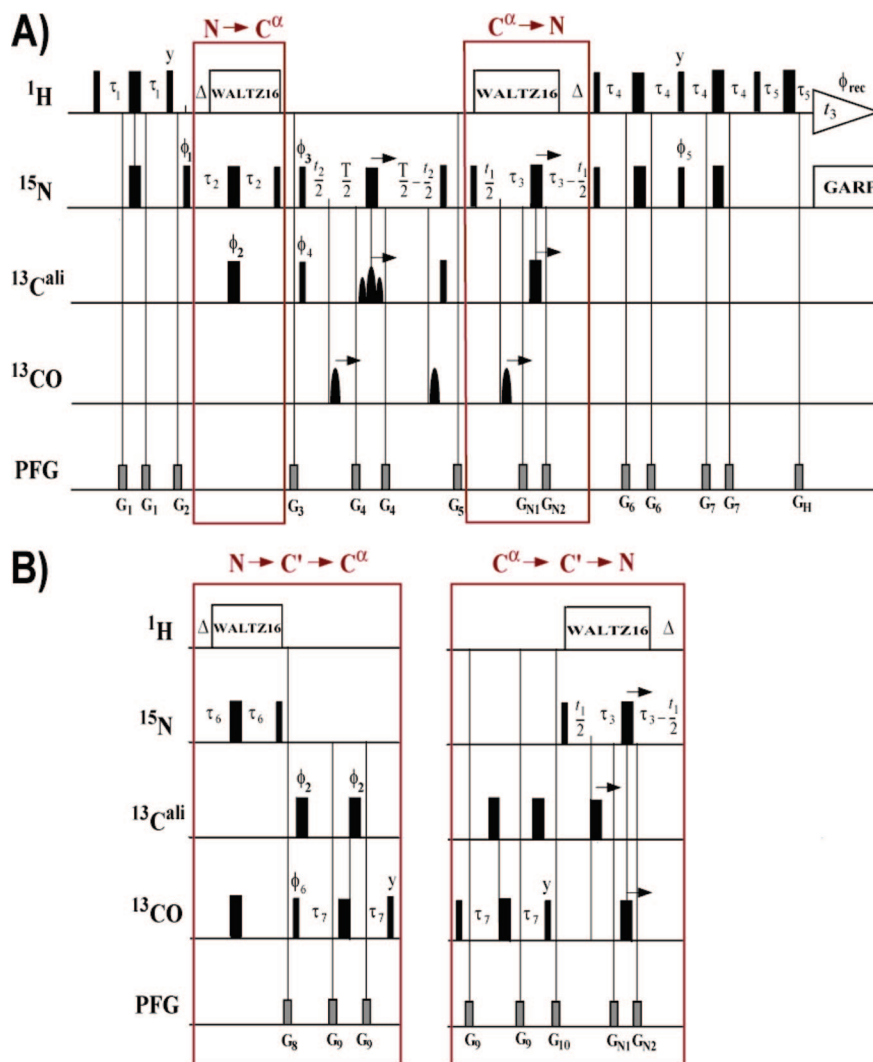 A)
N → Cα
Cα → N
¹H
τ1
τ1
y
Δ
WALTZ16
WALTZ16
Δ
τ4
τ4
y
τ4
τ4
τ5
τ5
ϕrec
t3
¹⁵N
ϕ1
τ2
τ2
ϕ3
t2/2
T/2
T/2 - t2/2
t1/2
τ3
τ3 - t1/2
ϕ5
GARP
¹³Cali
ϕ2
ϕ4
¹³CO
PFG
G1
G1
G2
G3
G4
G4
G5
GN1
GN2
G6
G6
G7
G7
GH
B)
N → C' → Cα
Cα → C' → N
¹H
Δ
WALTZ16
WALTZ16
Δ
¹⁵N
τ6
τ6
t1/2
τ3
τ3 - t1/2
¹³Cali
ϕ2
ϕ2
¹³CO
ϕ6
τ7
τ7
y
τ7
τ7
y
PFG
G8
G9
G9
G9
G9
G10
GN1
GN2